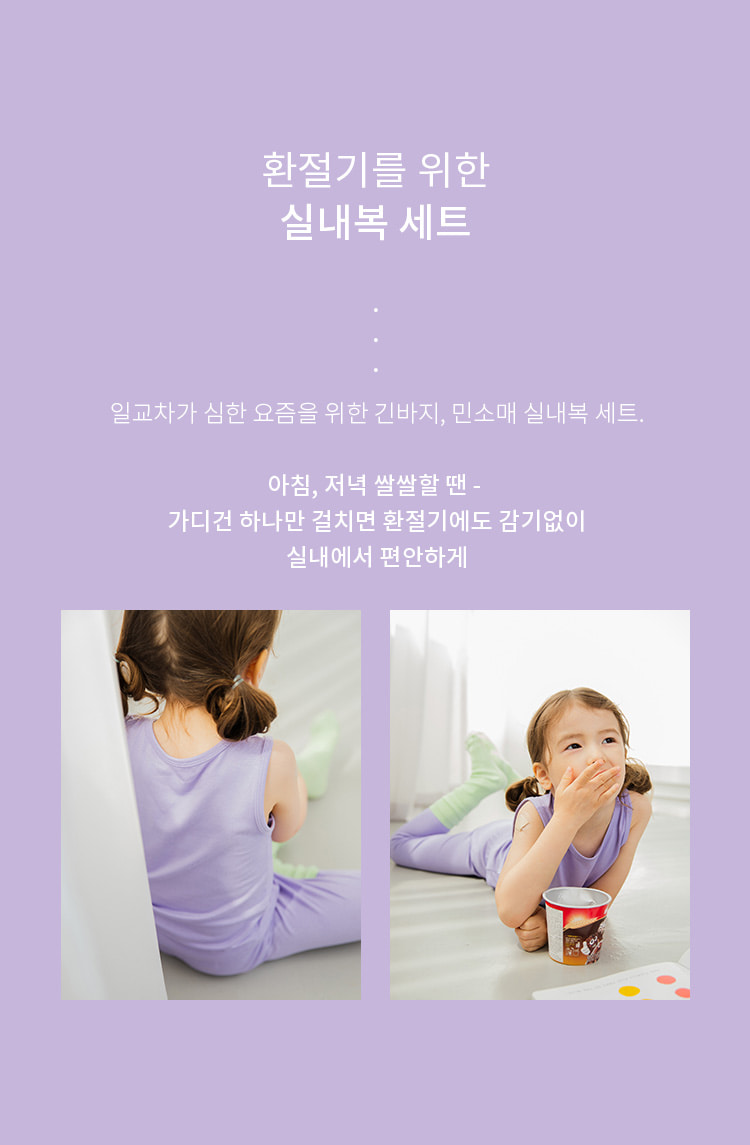 환절기를 위한
실내복 세트
일교차가 심한 요즘을 위한 긴바지, 민소매 실내복 세트.
아침, 저녁 쌀쌀할 땐 -
가디건 하나만 걸치면 환절기에도 감기없이
실내에서 편안하게